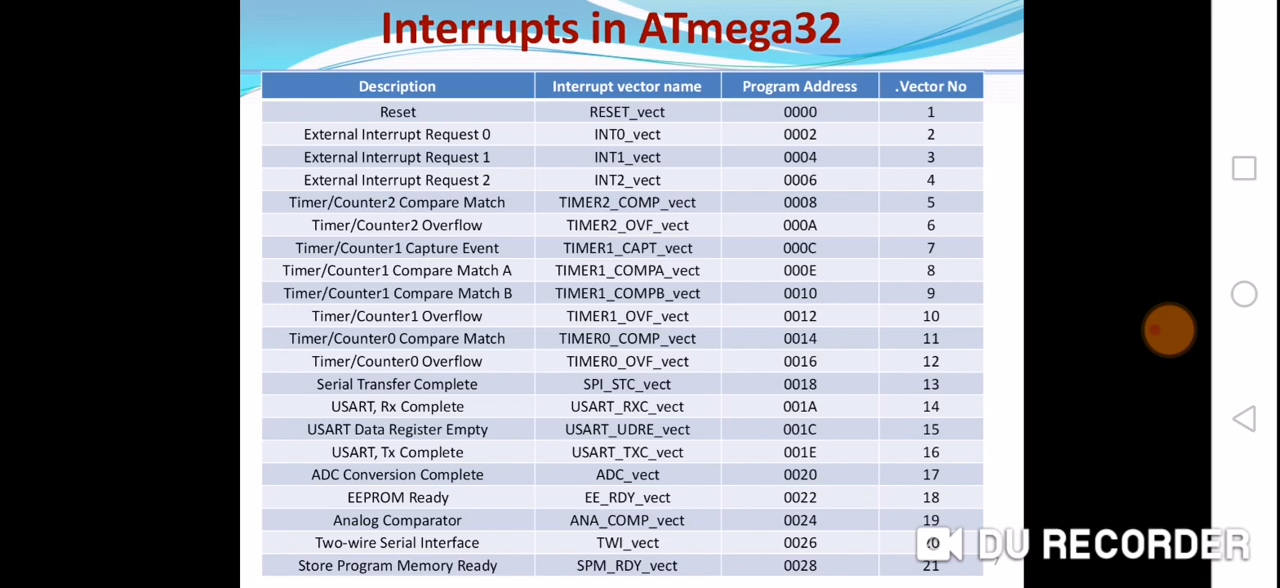 Interrupts in ATmega32
Description Interrupt vector name Program Address .Vector No
Reset RESET_vect 0000 1
External Interrupt Request 0 INT0_vect 0002 2
External Interrupt Request 1 INT1_vect 0004 3
External Interrupt Request 2 INT2_vect 0006 4
Timer/Counter2 Compare Match TIMER2_COMP_vect 0008 5
Timer/Counter2 Overflow TIMER2_OVF_vect 000A 6
Timer/Counter1 Capture Event TIMER1_CAPT_vect 000C 7
Timer/Counter1 Compare Match A TIMER1_COMPA_vect 000E 8
Timer/Counter1 Compare Match B TIMER1_COMPB_vect 0010 9
Timer/Counter1 Overflow TIMER1_OVF_vect 0012 10
Timer/Counter0 Compare Match TIMER0_COMP_vect 0014 11
Timer/Counter0 Overflow TIMER0_OVF_vect 0016 12
Serial Transfer Complete SPI_STC_vect 0018 13
USART, Rx Complete USART_RXC_vect 001A 14
USART Data Register Empty USART_UDRE_vect 001C 15
USART, Tx Complete USART_TXC_vect 001E 16
ADC Conversion Complete ADC_vect 0020 17
EEPROM Ready EE_RDY_vect 0022 18
Analog Comparator ANA_COMP_vect 0024 19
Two-wire Serial Interface TWI_vect 0026 20
Store Program Memory Ready SPM_RDY_vect 0028 21
DU RECORDER